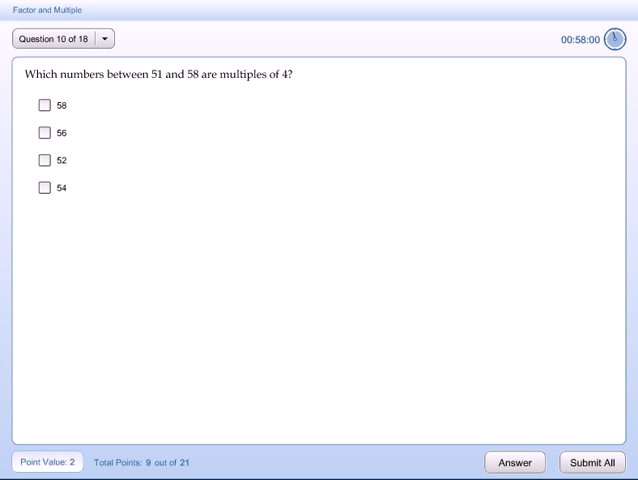 Factor and Multiple
Question 10 of 18
00:58:00
Which numbers between 51 and 58 are multiples of 4?
58
56
52
54
Point Value: 2
Total Points: 9 out of 21
Answer
Submit All